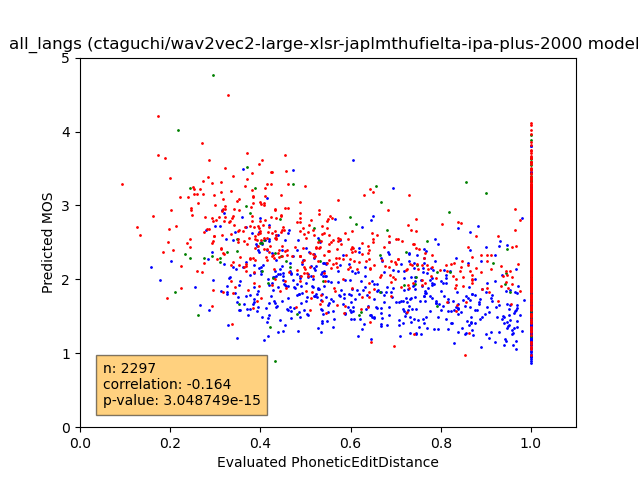 all_langs (ctaguchi/wav2vec2-large-xlsr-japlmthufielta-ipa-plus-2000 model
5
4
3
2
1
0
Predicted MOS
n: 2297
correlation: -0.164
p-value: 3.048749e-15
0.0 0.2 0.4 0.6 0.8 1.0
Evaluated PhoneticEditDistance